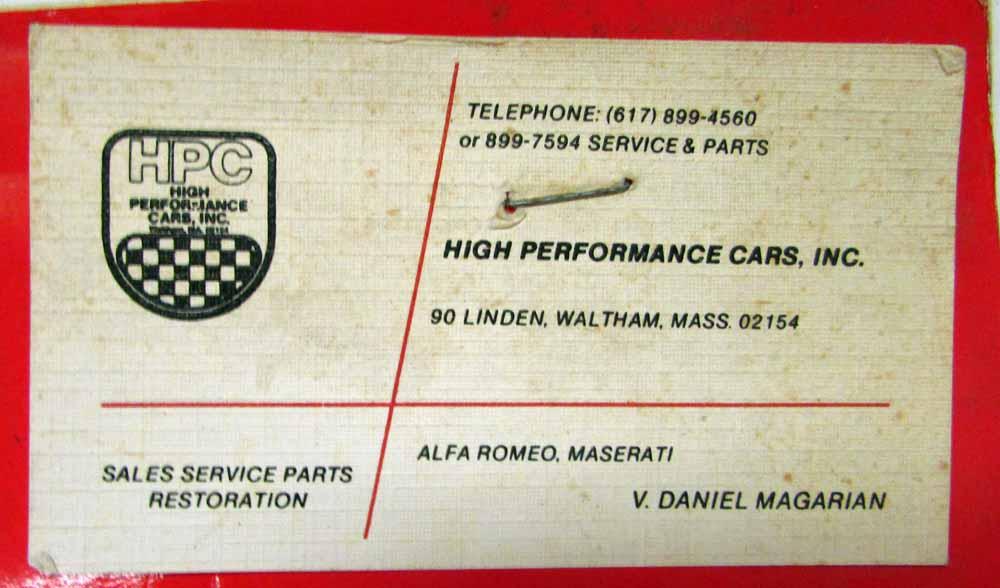 HPC
HIGH
PERFORMANCE
CARS, INC.
TELEPHONE: (617) 899-4560
or 899-7594 SERVICE & PARTS
HIGH PERFORMANCE CARS, INC.
90 LINDEN, WALTHAM, MASS. 02154
SALES SERVICE PARTS
RESTORATION
ALFA ROMEO, MASERATI
V. DANIEL MAGARIAN